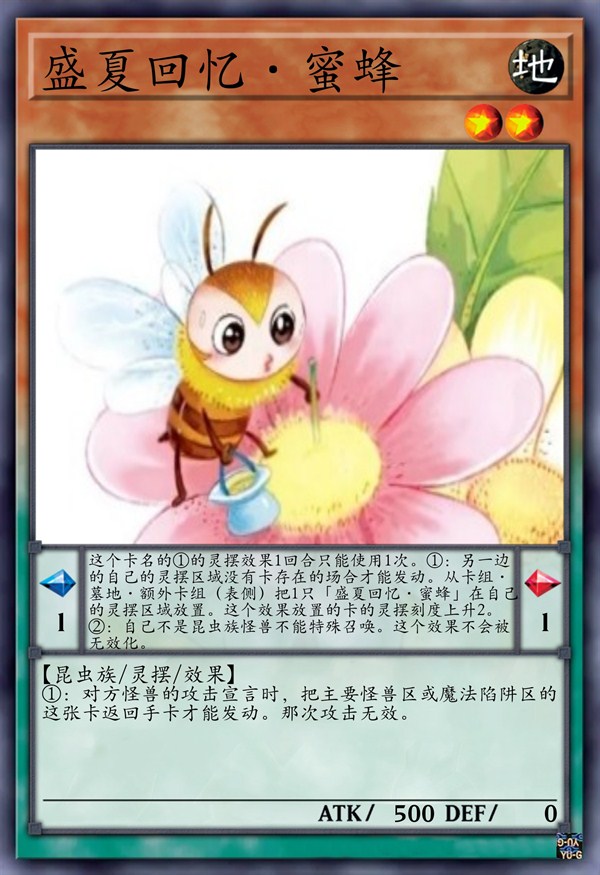 盛夏回忆·蜜蜂
地
这个卡名的①的灵摆效果1回合只能使用1次。①:另一边
的自己的灵摆区域没有卡存在的场合才能发动。从卡组·
墓地·额外卡组(表侧)把1只「盛夏回忆·蜜蜂」在自己
的灵摆区域放置。这个效果放置的卡的灵摆刻度上升2。
②:自己不是昆虫族怪兽不能特殊召唤。这个效果不会被
无效化。
1
1
【昆虫族/灵摆/效果】
①:对方怪兽的攻击宣言时,把主要怪兽区或魔法陷阱区的
这张卡返回手卡才能发动。那次攻击无效。
ATK/ 500 DEF/ 0
YU-G
YU-G